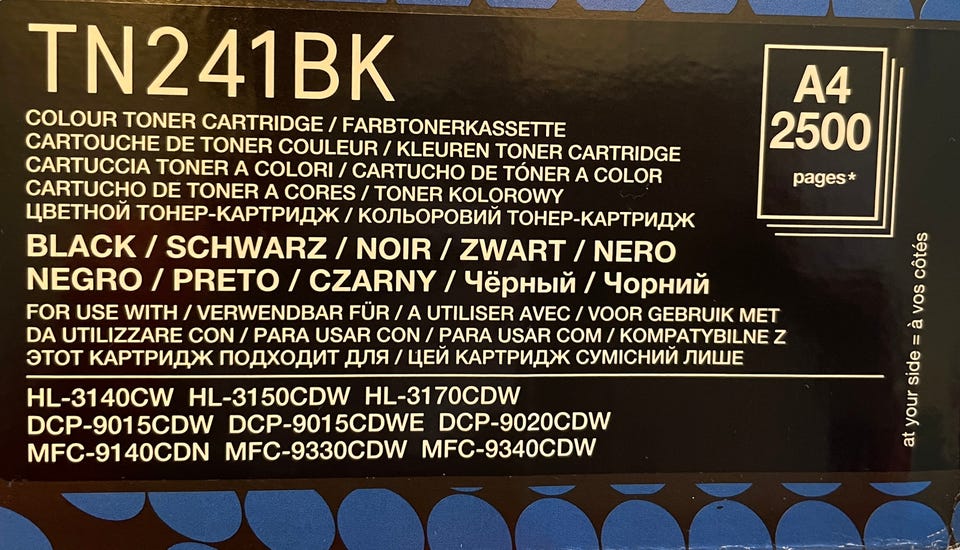 TN241BK
COLOUR TONER CARTRIDGE / FARBTONERKASSETTE
CARTOUCHE DE TONER COULEUR / KLEUREN TONER CARTRIDGE
CARTUCCIA TONER A COLORI / CARTUCHO DE TÓNER A COLOR
CARTUCHO DE TONER A CORES / TONER KOLOROWY
ЦВЕТНОЙ ТОНЕР-КАРТРИДЖ / КОЛЬОРОВИЙ ТОНЕР-КАРТРИДЖ
BLACK / SCHWARZ / NOIR / ZWART / NERO
NEGRO / PRETO / CZARNY / Чёрный / Чорний
FOR USE WITH / VERWENDBAR FÜR / A UTILISER AVEC / VOOR GEBRUIK MET
DA UTILIZZARE CON / PARA USAR CON / PARA USAR COM / KOMPATYBILNE Z
ЭТОТ КАРТРИДЖ ПОДХОДИТ ДЛЯ / ЦЕЙ КАРТРИДЖ СУМІСНИЙ ЛИШЕ
HL-3140CW HL-3150CDW HL-3170CDW
DCP-9015CDW DCP-9015CDWE DCP-9020CDW
MFC-9140CDN MFC-9330CDW MFC-9340CDW
A4
2500
pages*
at your side = à vos côtés